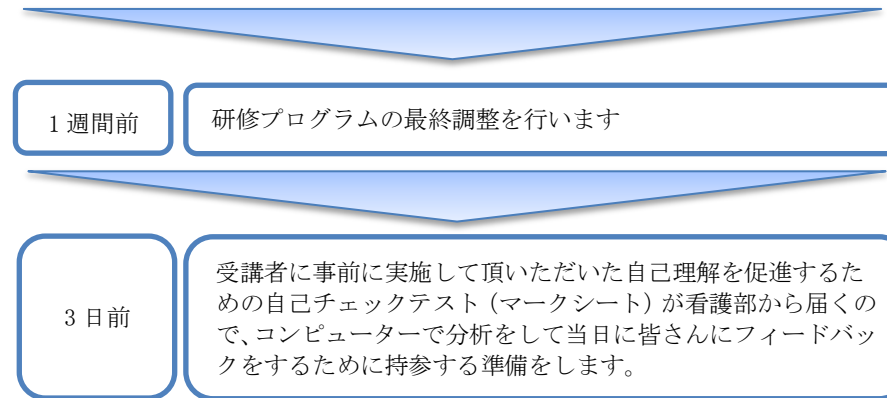 1 週間前
研修プログラムの最終調整を行います
3 日前
受講者に事前に実施して頂いただいた自己理解を促進するた
めの自己チェックテスト（マークシート）が看護部から届くの
で、コンピューターで分析をして当日に皆さんにフィードバッ
クをするために持参する準備をします。